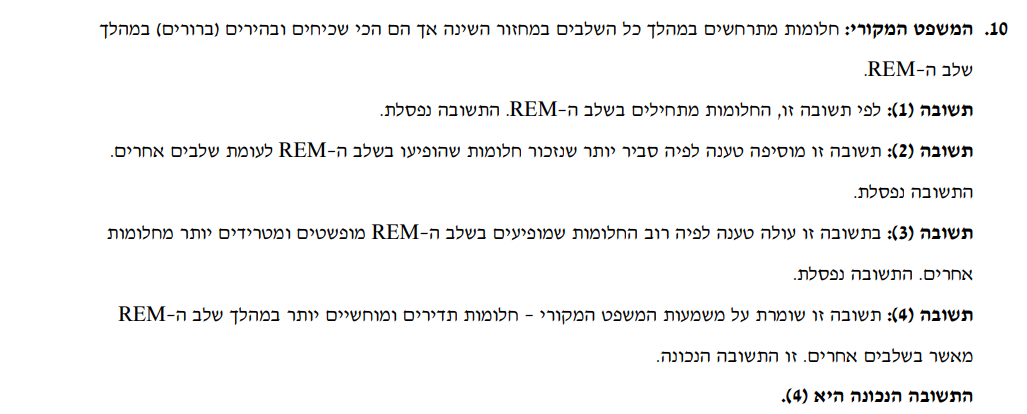 10. המשפט המקורי: חלומות מתרחשים במהלך כל השלבים במחזור השינה אך הם הכי שכיחים ובהירים (ברורים) במהלך
שלב ה-REM.
תשובה (1): לפי תשובה זו, החלומות מתחילים בשלב ה-REM. התשובה נפסלת.
תשובה (2): תשובה זו מוסיפה טענה לפיה סביר יותר שנזכור חלומות שהופיעו בשלב ה-REM לעומת שלבים אחרים.
התשובה נפסלת.
תשובה (3): בתשובה זו עולה טענה לפיה רוב החלומות שמופיעים בשלב ה-REM מופשטים ומטרידים יותר מחלומות
אחרים. התשובה נפסלת.
תשובה (4): תשובה זו שומרת על משמעות המשפט המקורי - חלומות תדירים ומוחשיים יותר במהלך שלב ה-REM
מאשר בשלבים אחרים. זו התשובה הנכונה.
התשובה הנכונה היא (4).